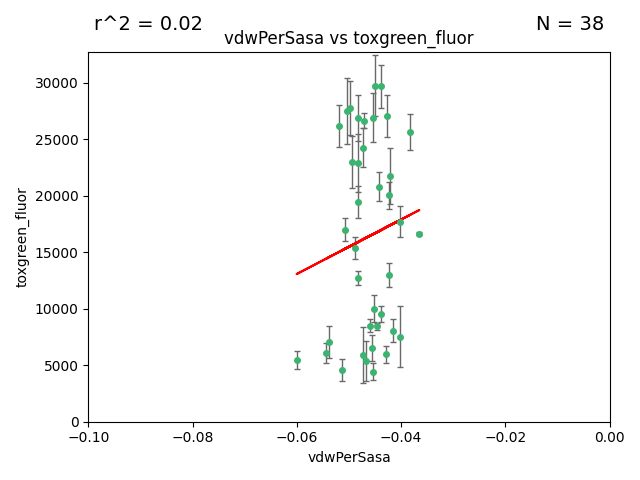 r^2 = 0.02
N = 38
vdwPerSasa vs toxgreen_fluor
toxgreen_fluor
30000
25000
20000
15000
10000
5000
0
−0.10
−0.08
−0.06
−0.04
−0.02
0.00
vdwPerSasa